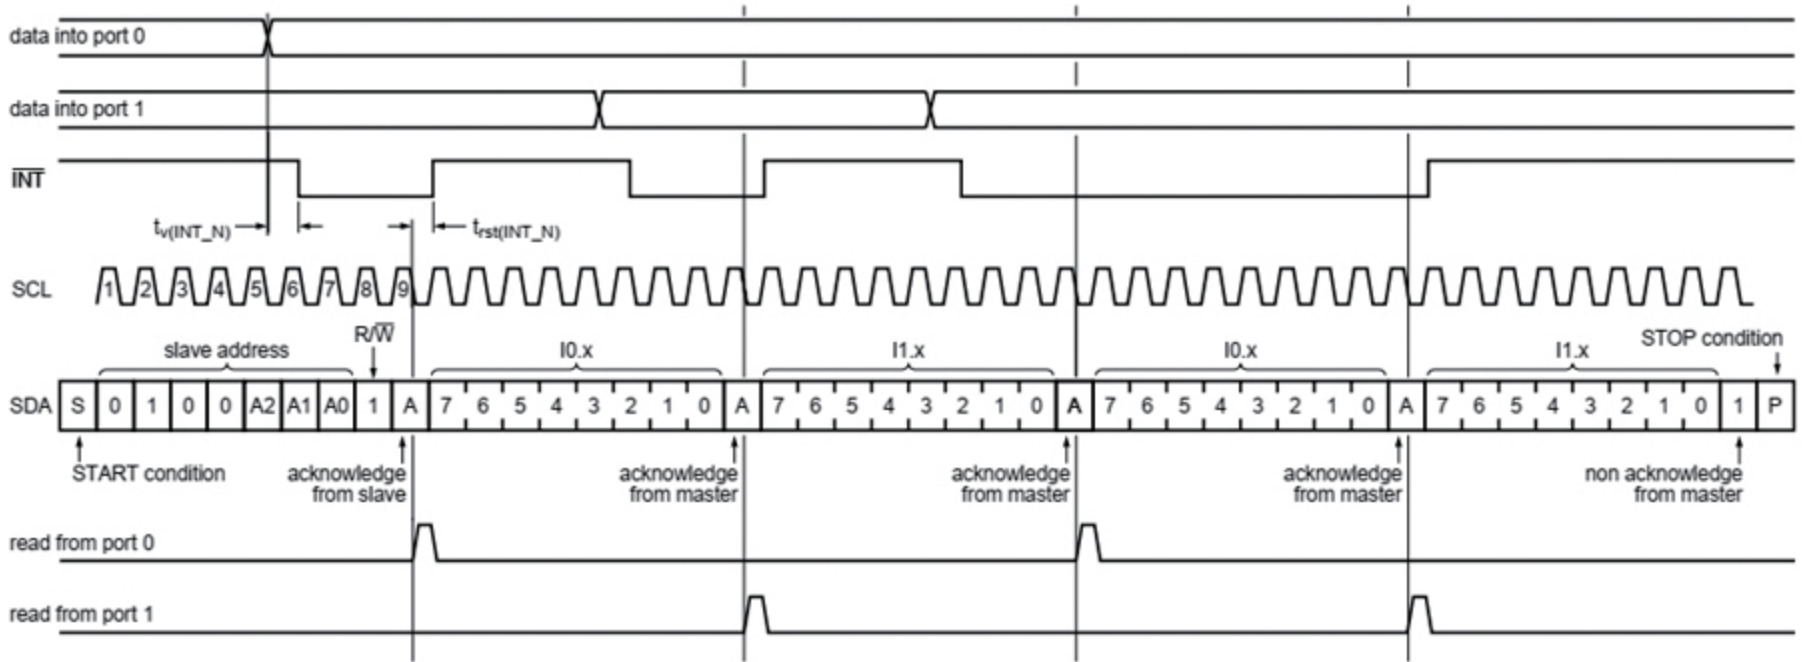 data into port 0
data into port 1
INT
tv(INT_N) trst(INT_N)
SCL 1 2 3 4 5 6 7 8 9
R/W
STOP condition
slave address I0.x I1.x I0.x I1.x
SDA S 0 1 0 0 A2 A1 A0 1 A 7 6 5 4 3 2 1 0 A 7 6 5 4 3 2 1 0 A 7 6 5 4 3 2 1 0 A 7 6 5 4 3 2 1 0 1 P
START condition acknowledge acknowledge acknowledge acknowledge non acknowledge
from slave from master from master from master from master
read from port 0
read from port 1